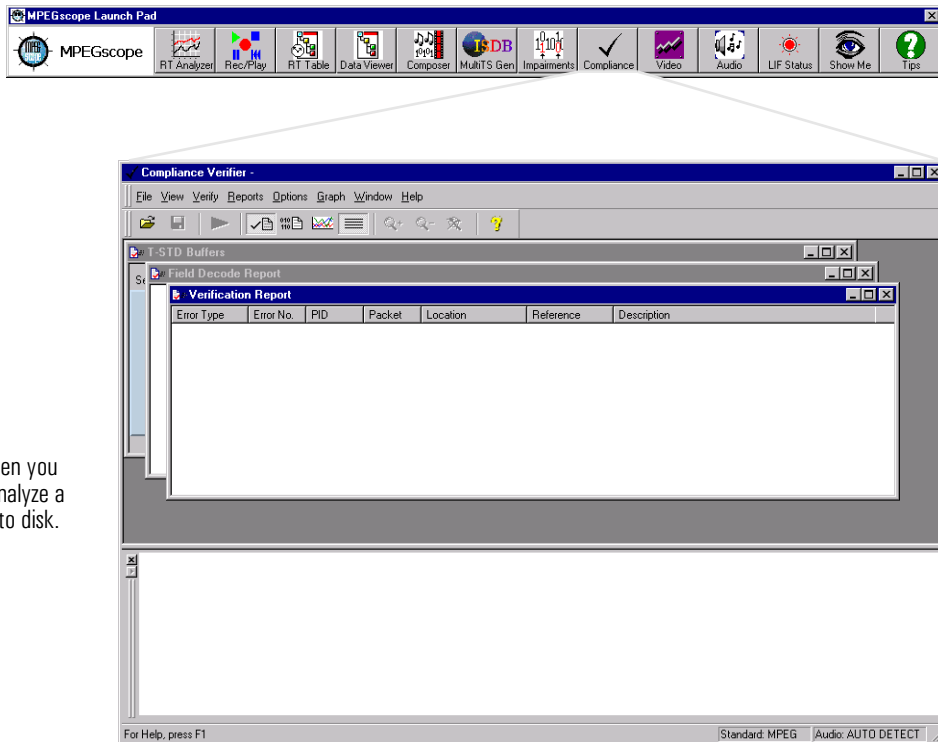 MPEGscope Launch Pad
MPEG MPEGscope RT Analyzer Rec/Play RT Table Data Viewer Composer ISDB MultiTS Gen Impairments Compliance Video Audio LIF Status Show Me Tips
Compliance Verifier -
File View Verify Reports Options Graph Window Help
T-STD Buffers
Field Decode Report
Se
Verification Report
Error Type Error No. PID Packet Location Reference Description
en you
nalyze a
to disk.
For Help, press F1 Standard: MPEG Audio: AUTO DETECT